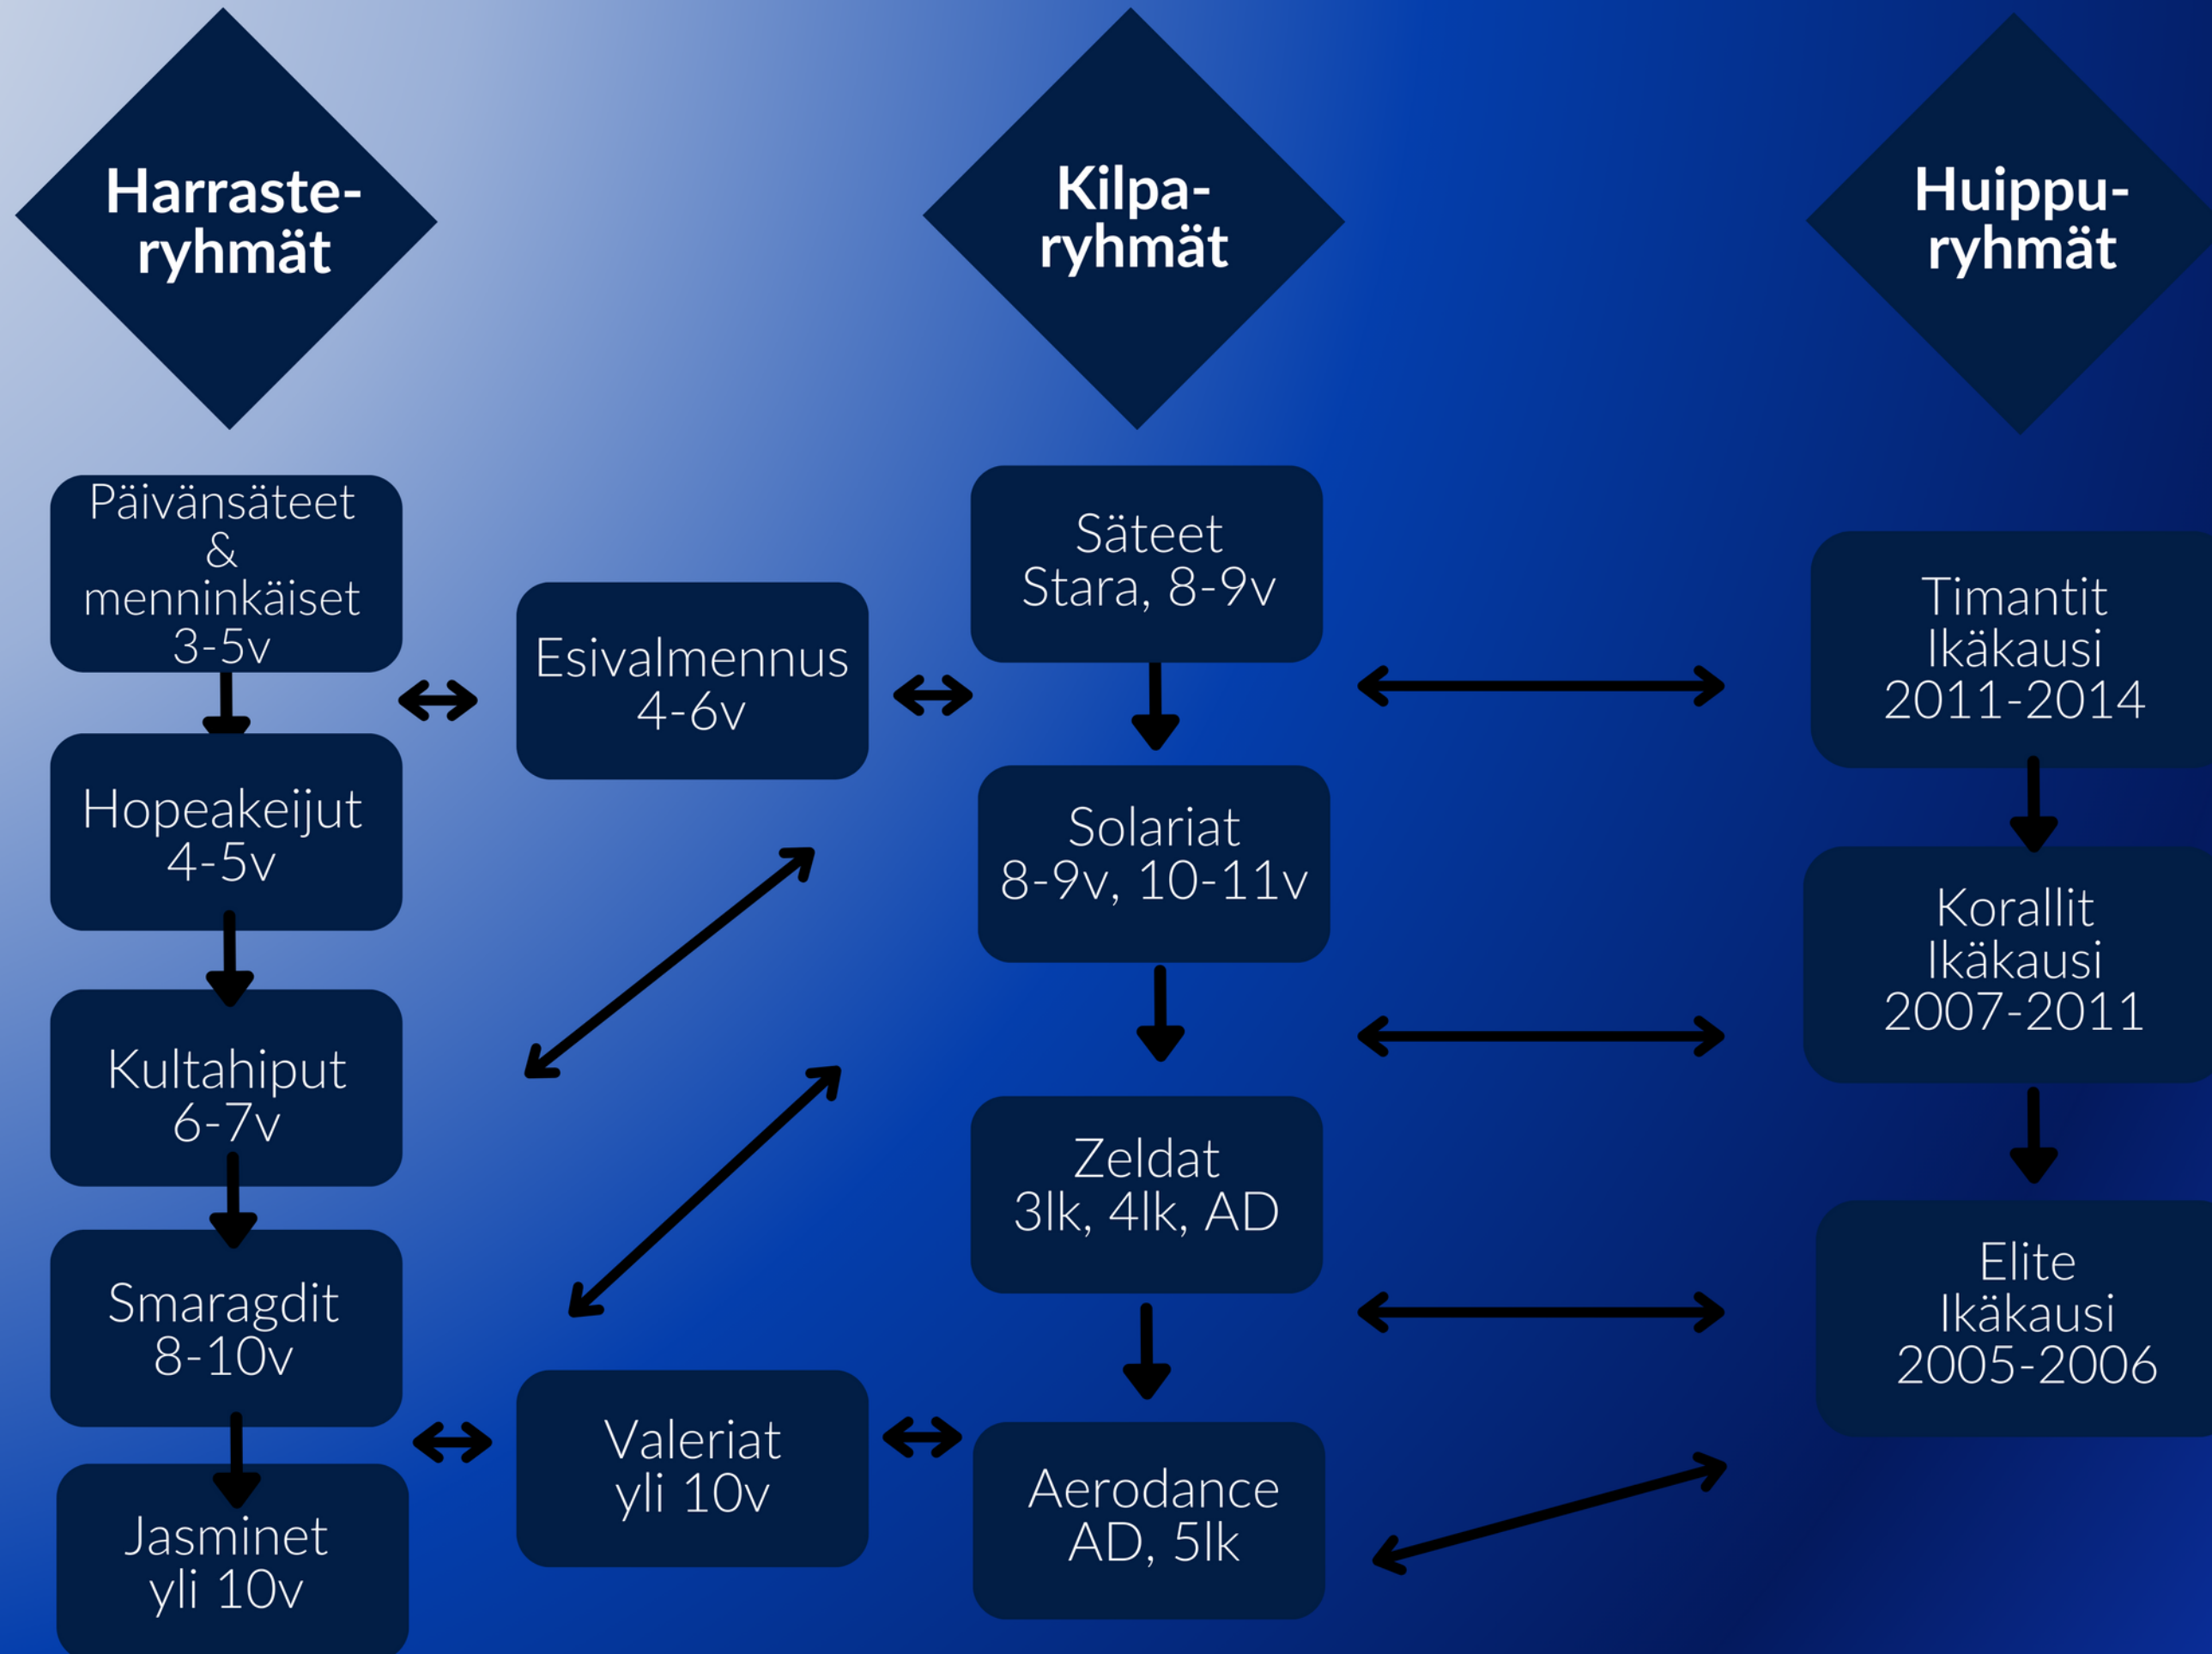 Harraste-
ryhmät
Päivänsäteet
&
menninkäiset
3-5v
Hopeakeijut
4-5v
Kultahiput
6-7v
Smaragdit
8-10v
Jasminet
yli 10v
Esivalmennus
4-6v
Valeriat
yli 10v
Kilpa-
ryhmät
Säteet
Stara, 8-9v
Solariat
8-9v, 10-11v
Zeldat
3lk, 4lk, AD
Aerodance
AD, 5lk
Huippu-
ryhmät
Timantit
Ikäkausi
2011-2014
Korallit
Ikäkausi
2007-2011
Elite
Ikäkausi
2005-2006